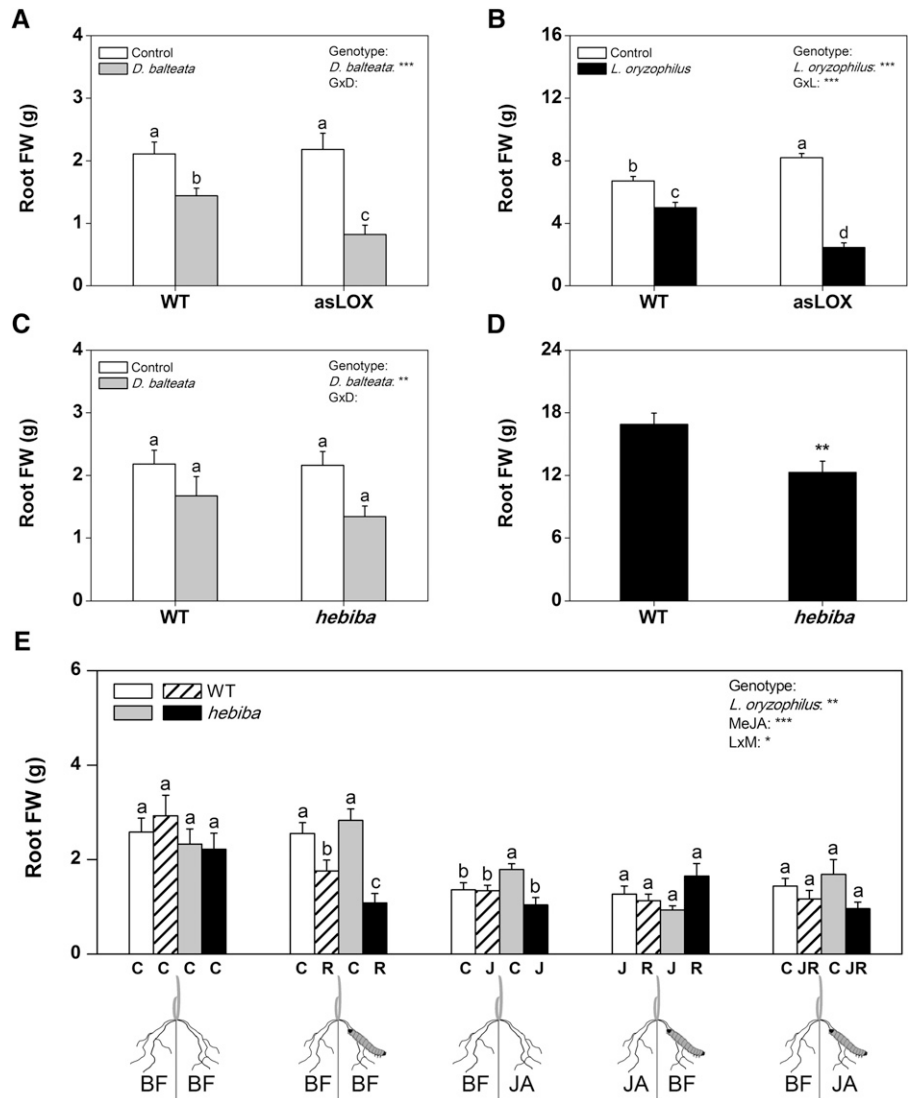 A
Root FW (g)
4
3
2
1
0
Control
D. balteata
Genotype:
D. balteata: ***
GxD:
a
b
a
c
WT
asLOX
B
Root FW (g)
16
12
8
4
0
Control
L. oryzophilus
Genotype:
L. oryzophilus: ***
GxL: ***
b
c
a
d
WT
asLOX
C
Root FW (g)
4
3
2
1
0
Control
D. balteata
Genotype:
D. balteata: **
GxD:
a
a
a
a
WT
hebiba
D
Root FW (g)
24
18
12
6
0
**
WT
hebiba
E
Root FW (g)
6
4
2
0
WT
hebiba
Genotype:
L. oryzophilus: **
MeJA: ***
LxM: *
a a a a
a b a c
b b a b
a a a a
a a a a
C C C C
C R C R
C J C J
J R J R
C JR C JR
BF BF
BF BF
BF JA
JA BF
BF JA